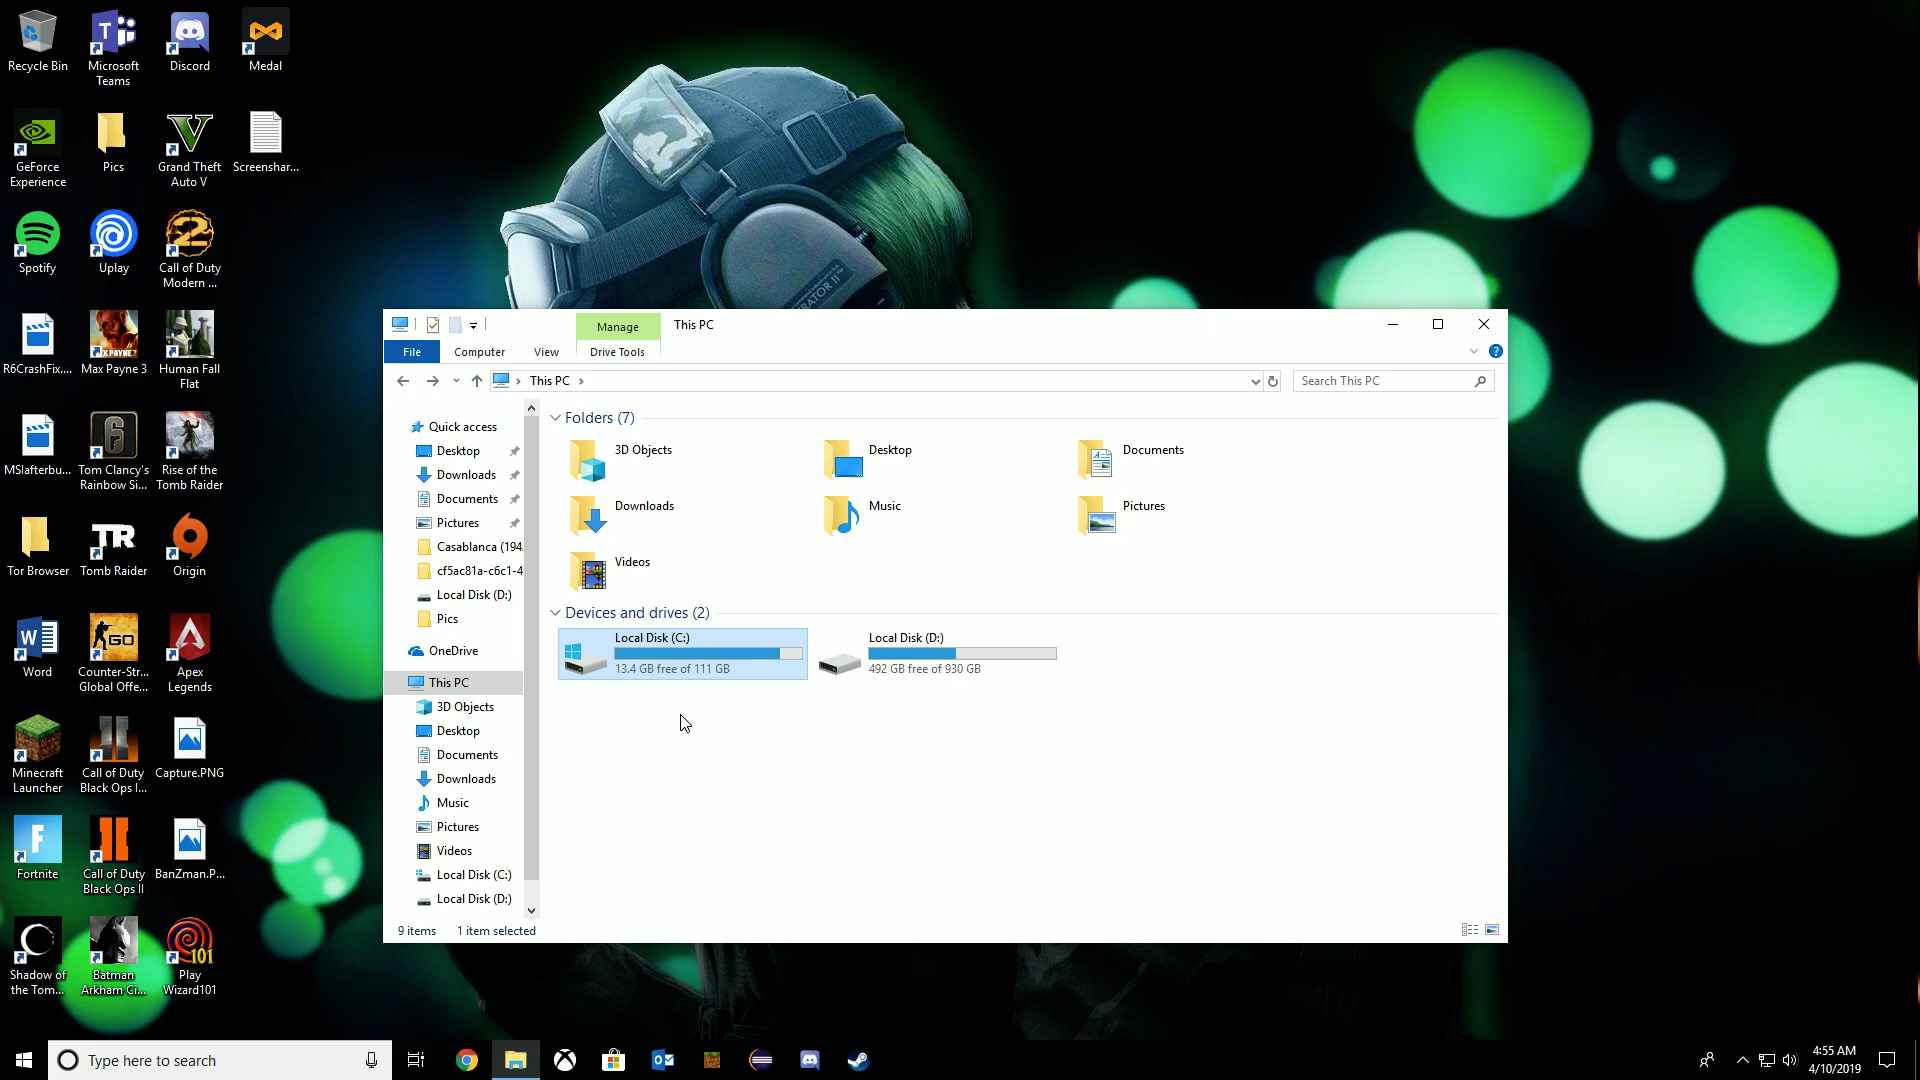 Recycle Bin
Microsoft
Teams
Discord
Medal
GeForce
Experience
Pics
Grand Theft
Auto V
Screenshar...
Spotify
Uplay
Call of Duty
Modern ...
R6CrashFix....
Max Payne 3
Human Fall
Flat
MSIafterbu...
Tom Clancy's
Rainbow Si...
Rise of the
Tomb Raider
Tor Browser
Tomb Raider
Origin
Word
Counter-Str...
Global Offe...
Apex
Legends
Minecraft
Launcher
Call of Duty
Black Ops I...
Capture.PNG
Fortnite
Call of Duty
Black Ops II
BanZman.P...
Shadow of
the Tom...
Batman
Arkham Ci...
Play
Wizard101
Manage
This PC
File
Computer
View
Drive Tools
This PC
Search This PC
Quick access
Desktop
Downloads
Documents
Pictures
Casablanca (194
cf5ac81a-c6c1-4
Local Disk (D:)
Pics
OneDrive
This PC
3D Objects
Desktop
Documents
Downloads
Music
Pictures
Videos
Local Disk (C:)
Local Disk (D:)
Folders (7)
3D Objects
Desktop
Documents
Downloads
Music
Pictures
Videos
Devices and drives (2)
Local Disk (C:)
13.4 GB free of 111 GB
Local Disk (D:)
492 GB free of 930 GB
9 items
1 item selected
Type here to search
4:55 AM
4/10/2019